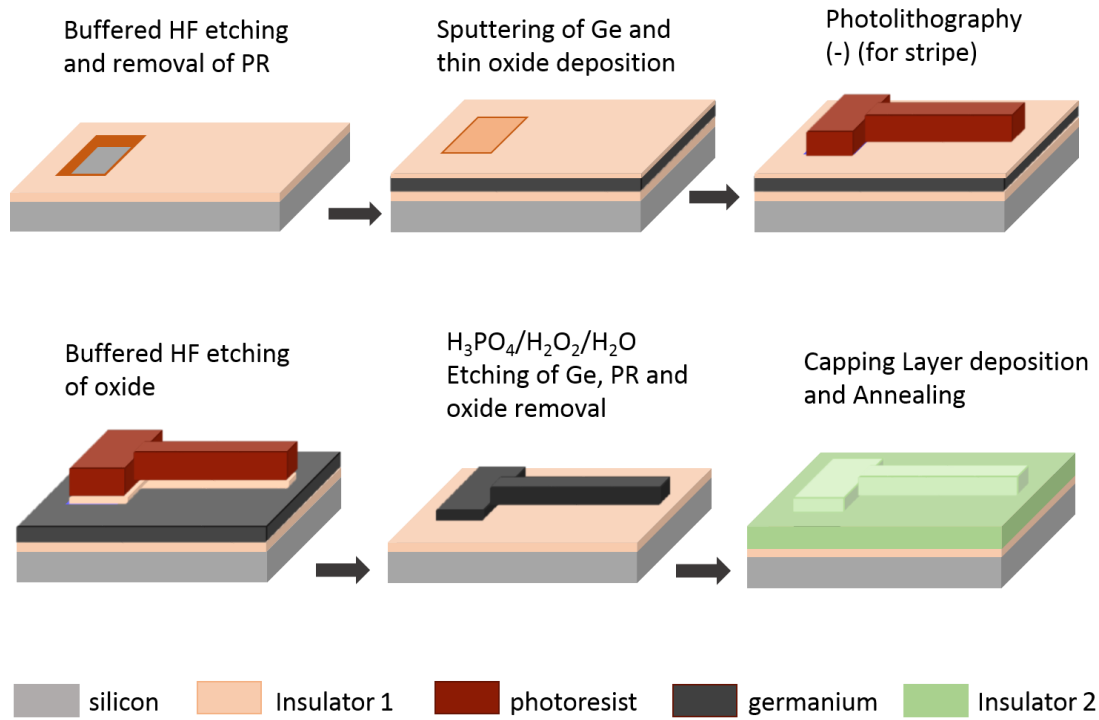 Buffered HF etching
and removal of PR
Sputtering of Ge and
thin oxide deposition
Photolithography
(-) (for stripe)
Buffered HF etching
of oxide
H₃PO₄/H₂O₂/H₂O
Etching of Ge, PR and
oxide removal
Capping Layer deposition
and Annealing
silicon
Insulator 1
photoresist
germanium
Insulator 2